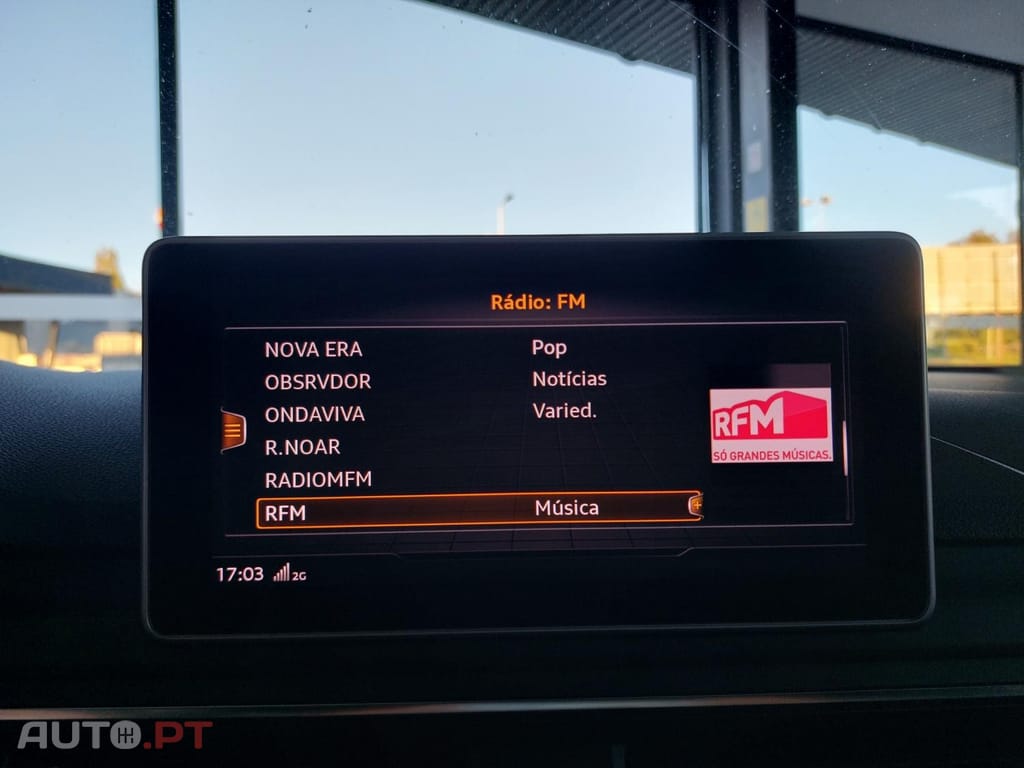 Rádio: FM
NOVA ERA Pop
OBSRVDOR Notícias
ONDAVIVA Varied.
R.NOAR
RADIOMFM
RFM Música
RFM
SÓ GRANDES MÚSICAS.
17:03 2G
AUTO.PT